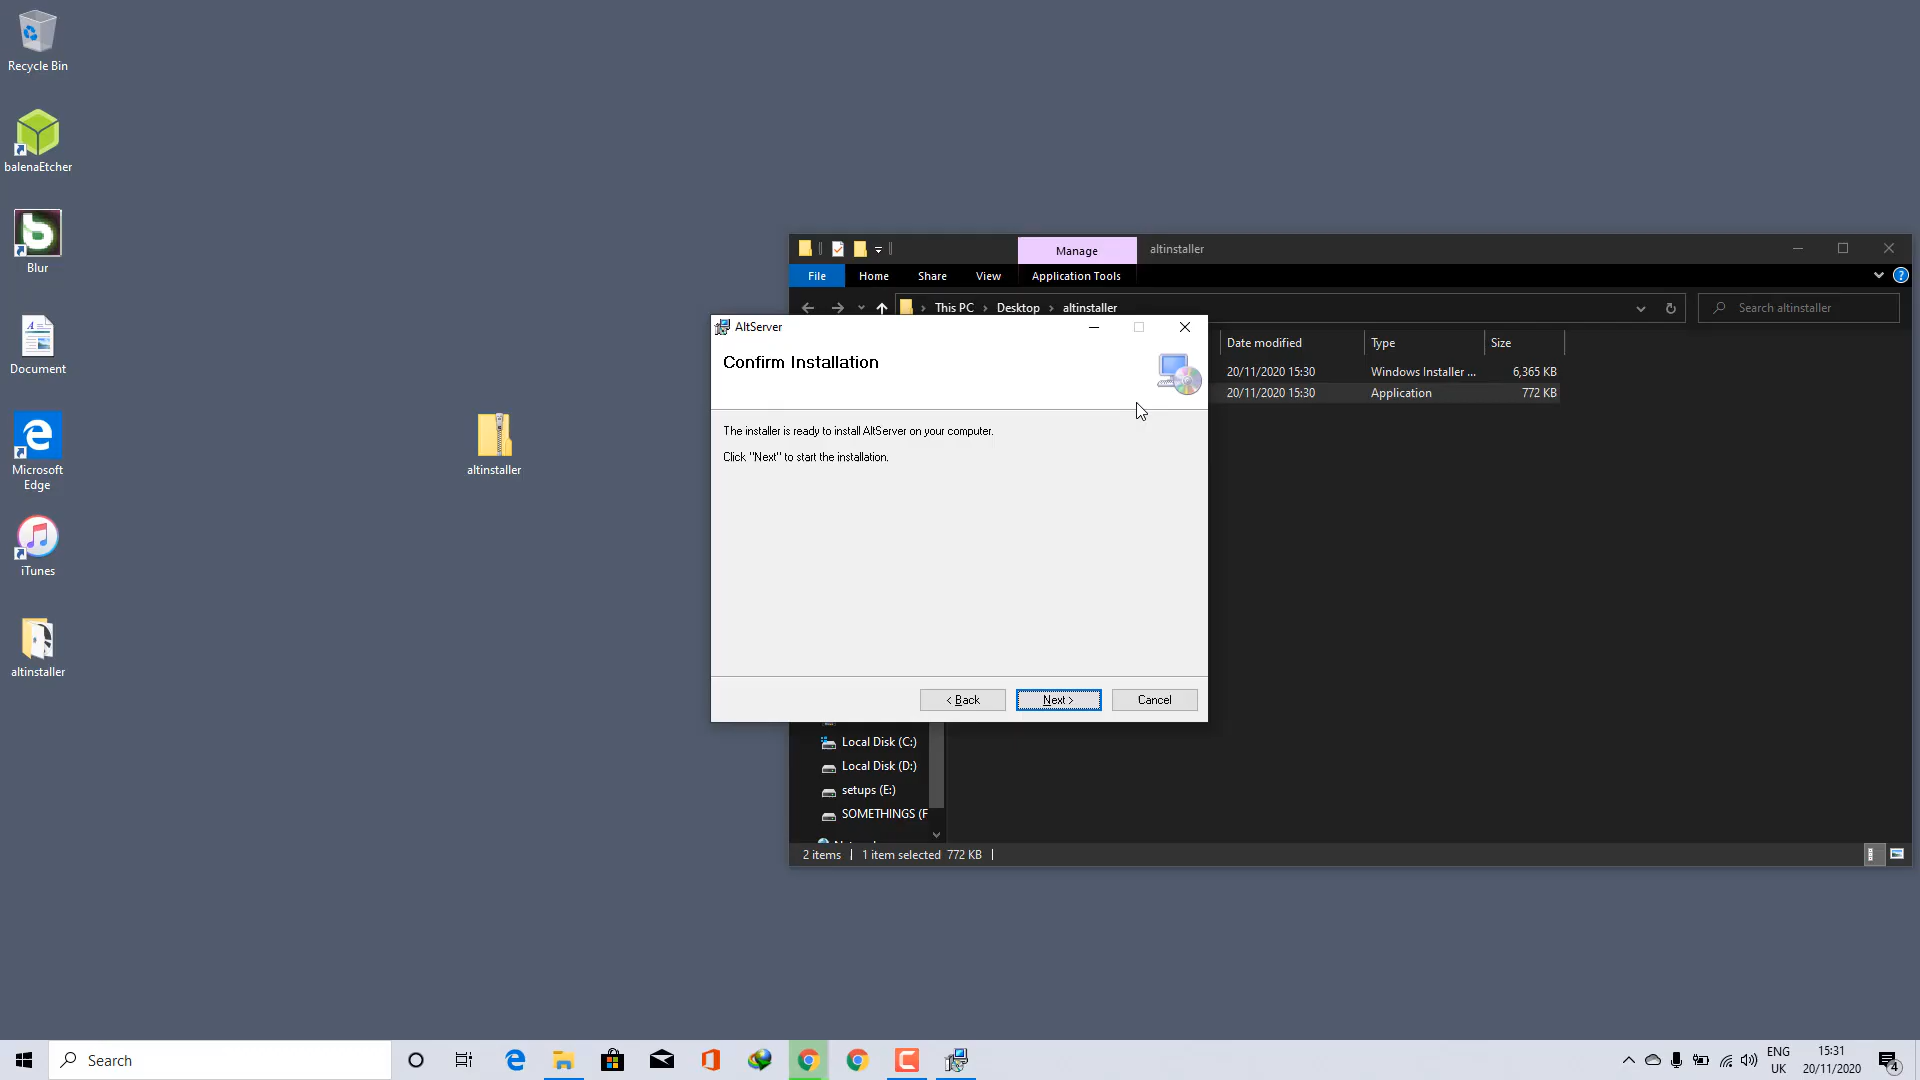 Recycle Bin
balenaEtcher
Blur
Document
Microsoft
Edge
iTunes
altinstaller
altinstaller
Manage
altinstaller
File
Home
Share
View
Application Tools
This PC
Desktop
altinstaller
Search altinstaller
Date modified
Type
Size
20/11/2020 15:30
Windows Installer ...
6,365 KB
20/11/2020 15:30
Application
772 KB
AltServer
Confirm Installation
The installer is ready to install AltServer on your computer.
Click "Next" to start the installation.
< Back
Next >
Cancel
Local Disk (C:)
Local Disk (D:)
setups (E:)
SOMETHINGS (F
2 items
1 item selected 772 KB
Search
ENG
UK
15:31
20/11/2020
4